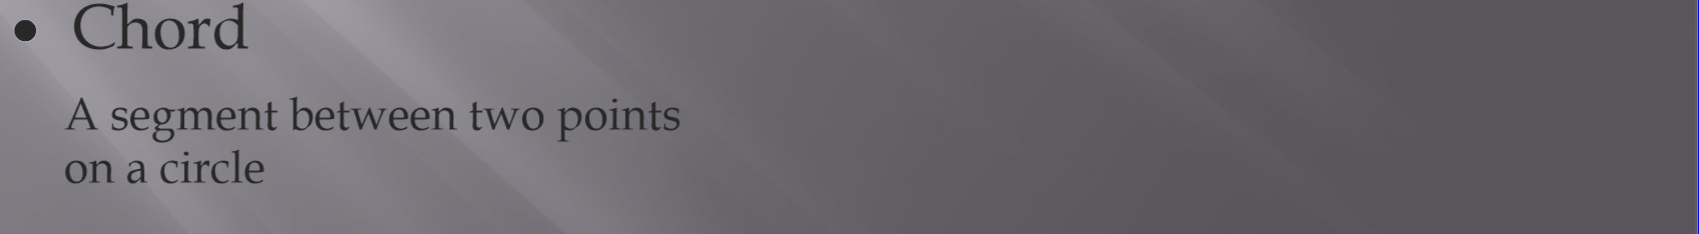 • Chord
A segment between two points
on a circle